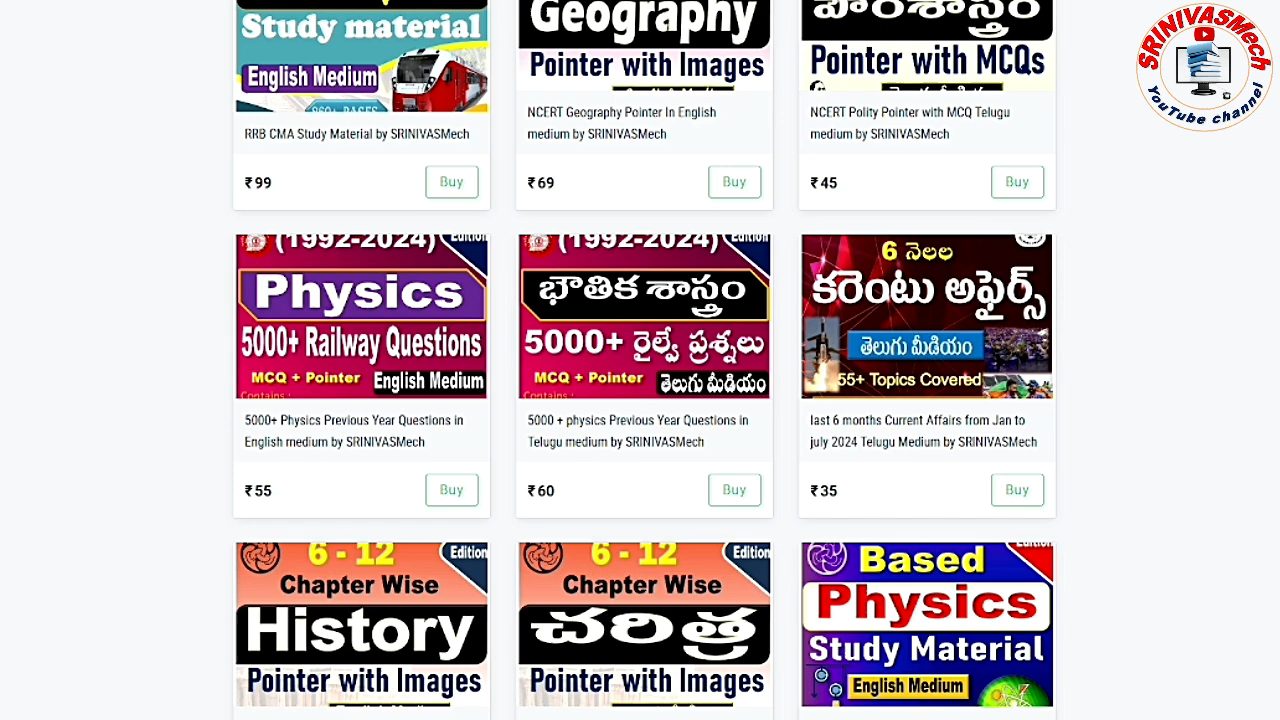 Study material
English Medium
RRB CMA Study Material by SRINIVASMech
₹99
Buy
Geography
Pointer with Images
NCERT Geography Pointer In English
medium by SRINIVASMech
₹69
Buy
Pointer with MCQs
NCERT Polity Pointer with MCQ Telugu
medium by SRINIVASMech
₹45
Buy
SRINIVASMech
YouTube channel
(1992-2024)
Edition
Physics
5000+ Railway Questions
MCQ + Pointer
English Medium
Contains :
5000+ Physics Previous Year Questions in
English medium by SRINIVASMech
₹55
Buy
(1992-2024)
Edition
భౌతిక శాస్త్రం
5000+ రైల్వే ప్రశ్నలు
MCQ + Pointer
తెలుగు మీడియం
Contains :
5000 + physics Previous Year Questions in
Telugu medium by SRINIVASMech
₹60
Buy
6 నెలల
కరెంటు అఫైర్స్
తెలుగు మీడియం
55+ Topics Covered
last 6 months Current Affairs from Jan to
july 2024 Telugu Medium by SRINIVASMech
₹35
Buy
6 - 12
Edition
Chapter Wise
History
Pointer with Images
6 - 12
Edition
Chapter Wise
చరిత్ర
Pointer with Images
Edition
Based
Physics
Study Material
English Medium